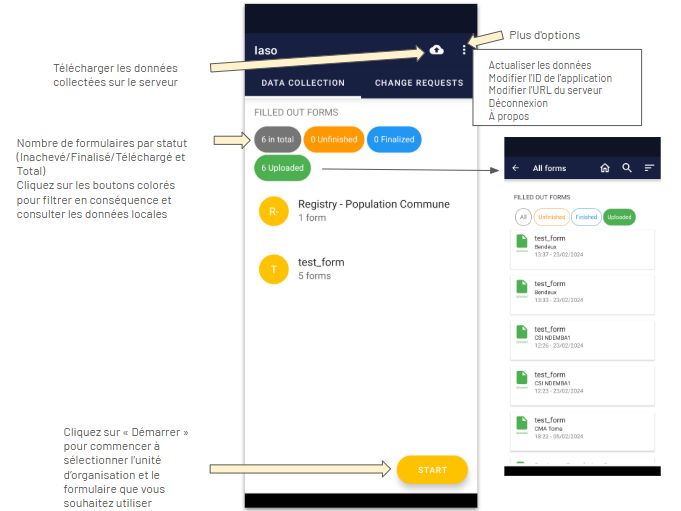 Plus d'options
Iaso
Télécharger les données
collectées sur le serveur
Actualiser les données
Modifier l'ID de l'application
Modifier l'URL du serveur
Déconnexion
À propos
DATA COLLECTION
CHANGE REQUESTS
FILLED OUT FORMS
Nombre de formulaires par statut
(Inachevé/Finalisé/Téléchargé et
Total)
Cliquez sur les boutons colorés
pour filtrer en conséquence et
consulter les données locales
6 in total
0 Unfinished
0 Finalized
6 Uploaded
R-
Registry - Population Commune
1 form
T
test_form
5 forms
Cliquez sur « Démarrer »
pour commencer à
sélectionner l'unité
d'organisation et le
formulaire que vous
souhaitez utiliser
START
All forms
FILLED OUT FORMS
All
Unfinished
Finished
Uploaded
test_form
Bendeux
13:37 - 23/02/2024
test_form
Bendeux
13:33 - 23/02/2024
test_form
CSI NDEMBA1
12:26 - 23/02/2024
test_form
CSI NDEMBA1
12:23 - 23/02/2024
test_form
CMA Toma
18:22 - 05/02/2024